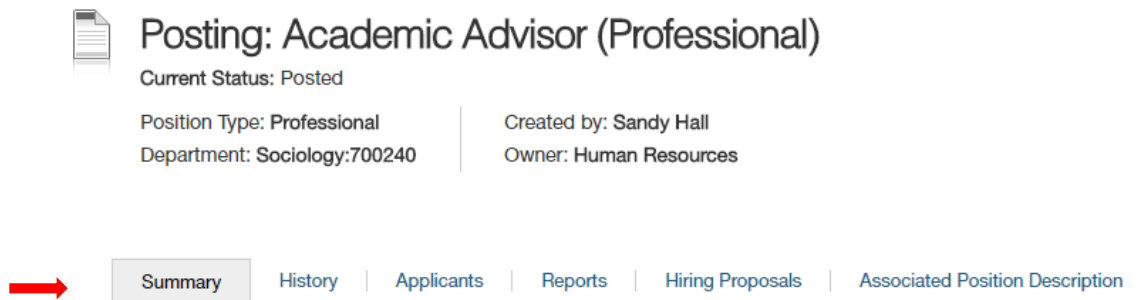 Posting: Academic Advisor (Professional)
Current Status: Posted
Position Type: Professional
Created by: Sandy Hall
Department: Sociology:700240
Owner: Human Resources
Summary History Applicants Reports Hiring Proposals Associated Position Description